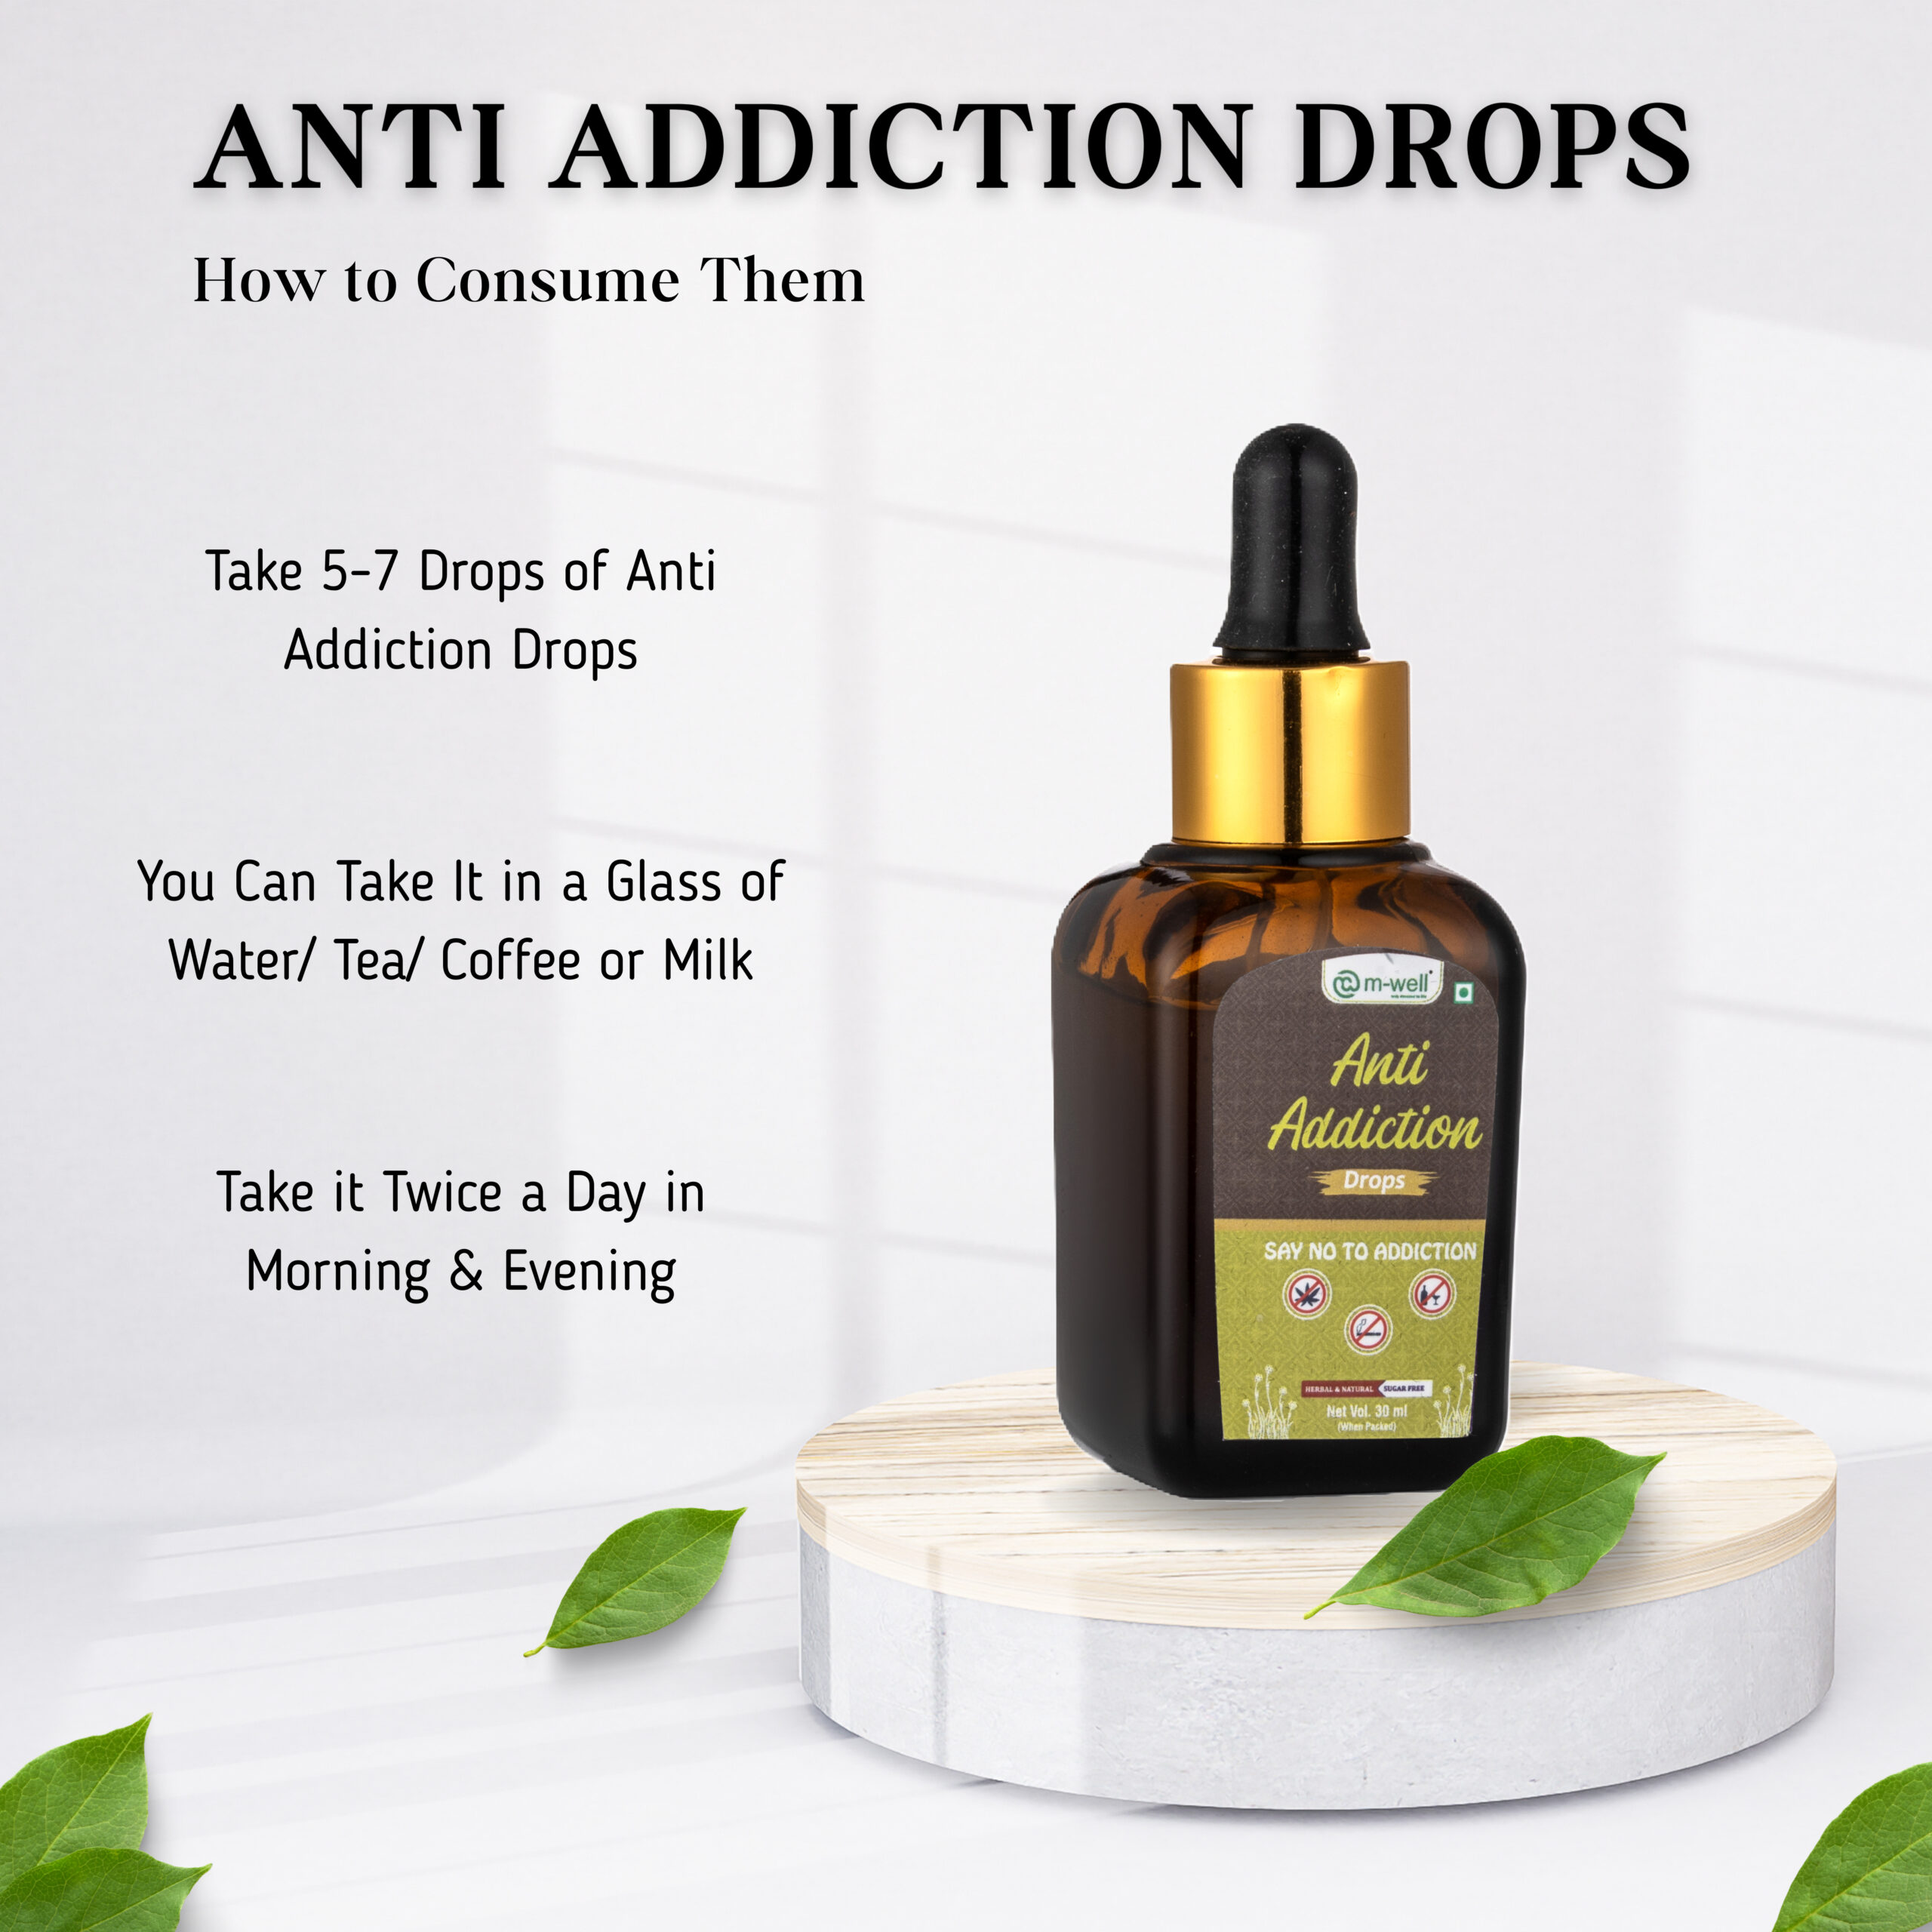 ANTI ADDICTION DROPS
How to Consume Them
Take 5-7 Drops of Anti
Addiction Drops
You Can Take It in a Glass of
Water/ Tea/ Coffee or Milk
Take it Twice a Day in
Morning & Evening
m-well
Anti
Addiction
Drops
SAY NO TO ADDICTION
HERBAL & NATURAL SUGAR FREE
Net Vol. 30 ml
(When Packed)